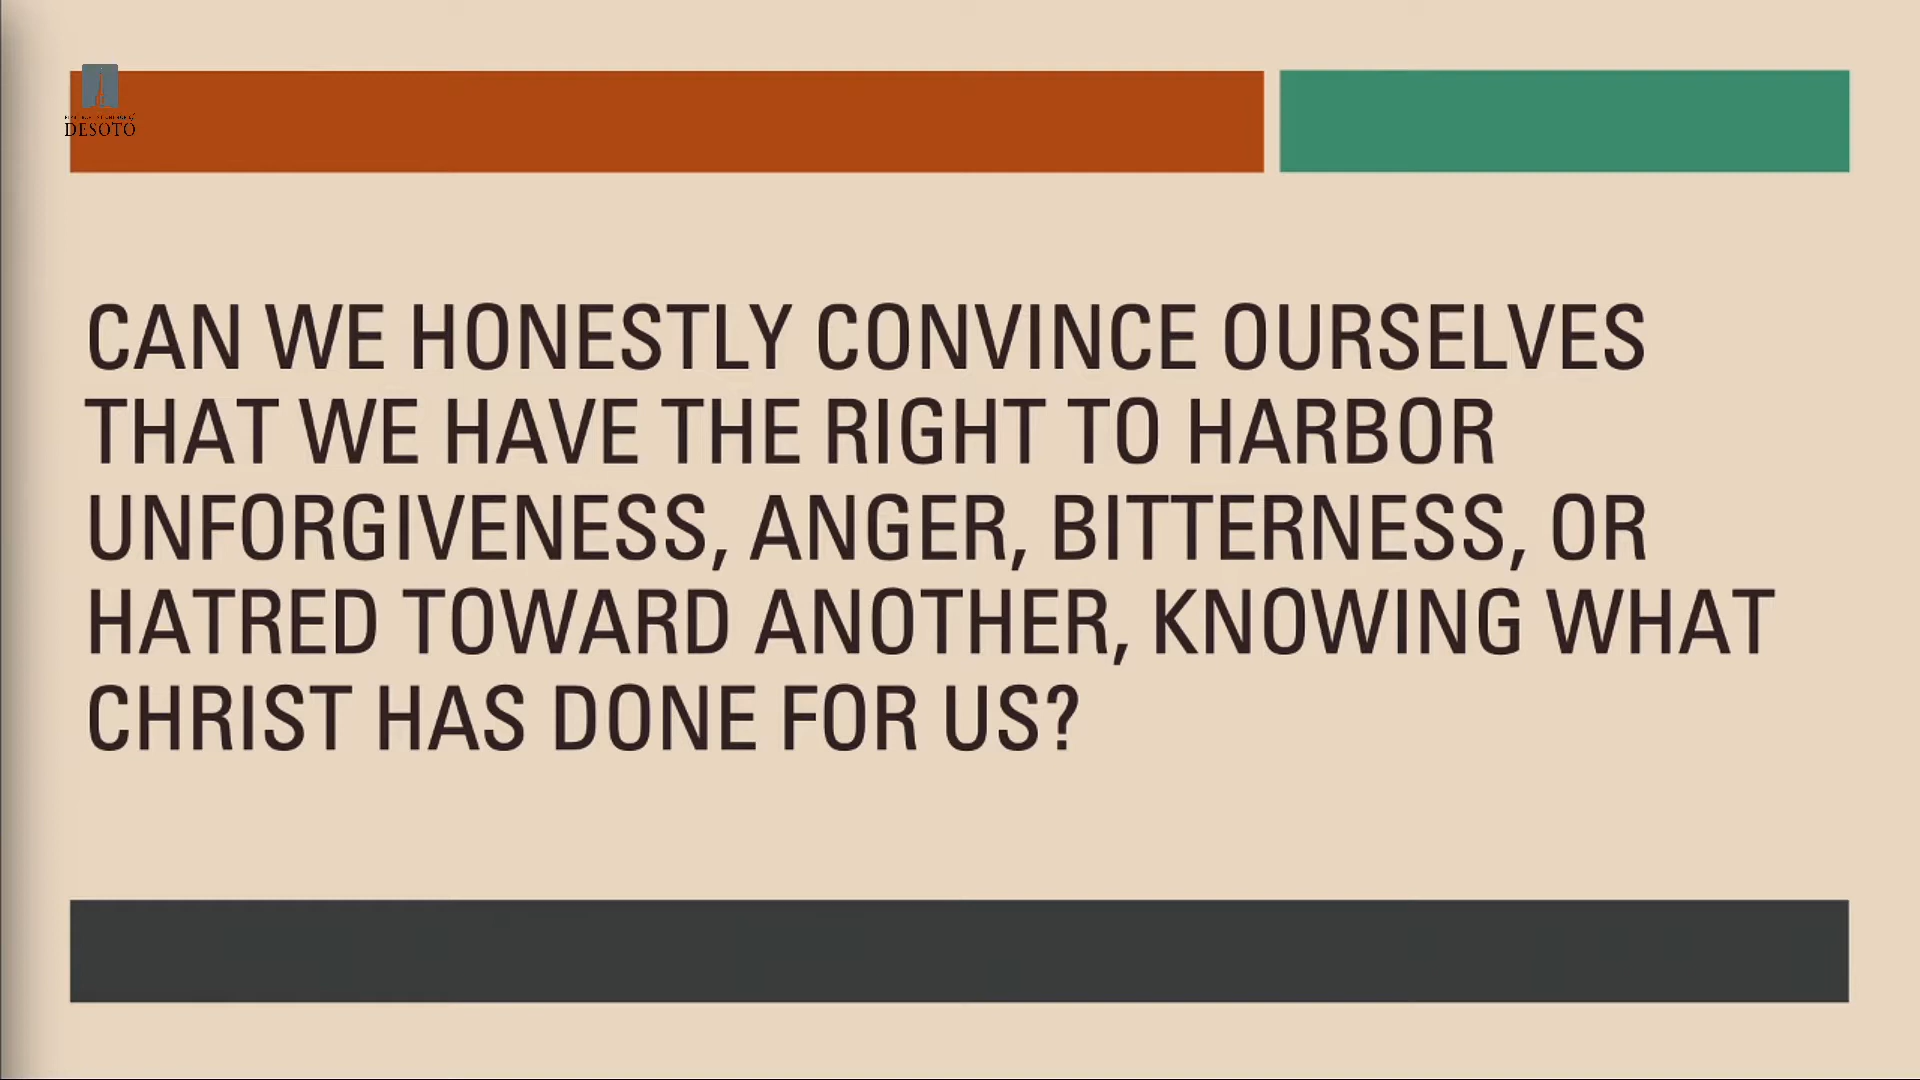 DESOTO
CAN WE HONESTLY CONVINCE OURSELVES
THAT WE HAVE THE RIGHT TO HARBOR
UNFORGIVENESS, ANGER, BITTERNESS, OR
HATRED TOWARD ANOTHER, KNOWING WHAT
CHRIST HAS DONE FOR US?